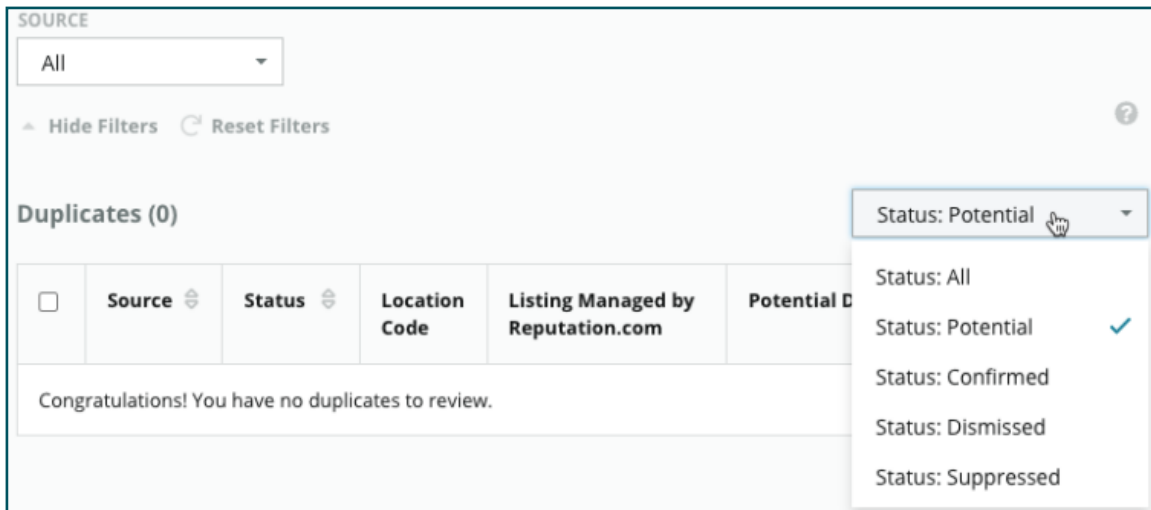 SOURCE
All
Hide Filters Reset Filters
?
Duplicates (0)
Status: Potential
Source Status Location Code Listing Managed by Reputation.com Potential D
Congratulations! You have no duplicates to review.
Status: All
Status: Potential
Status: Confirmed
Status: Dismissed
Status: Suppressed